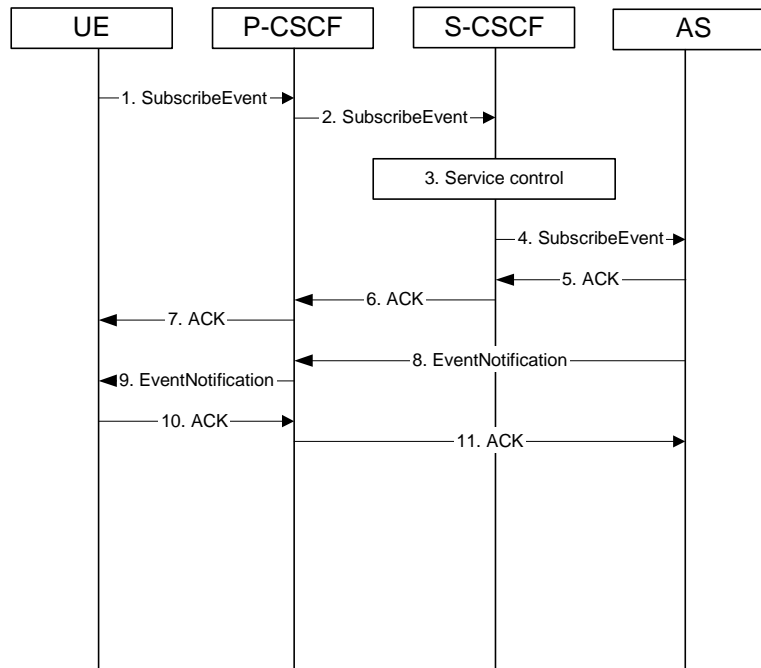 UE
P-CSCF
S-CSCF
AS
1. SubscribeEvent
2. SubscribeEvent
3. Service control
4. SubscribeEvent
5. ACK
6. ACK
7. ACK
8. EventNotification
9. EventNotification
10. ACK
11. ACK